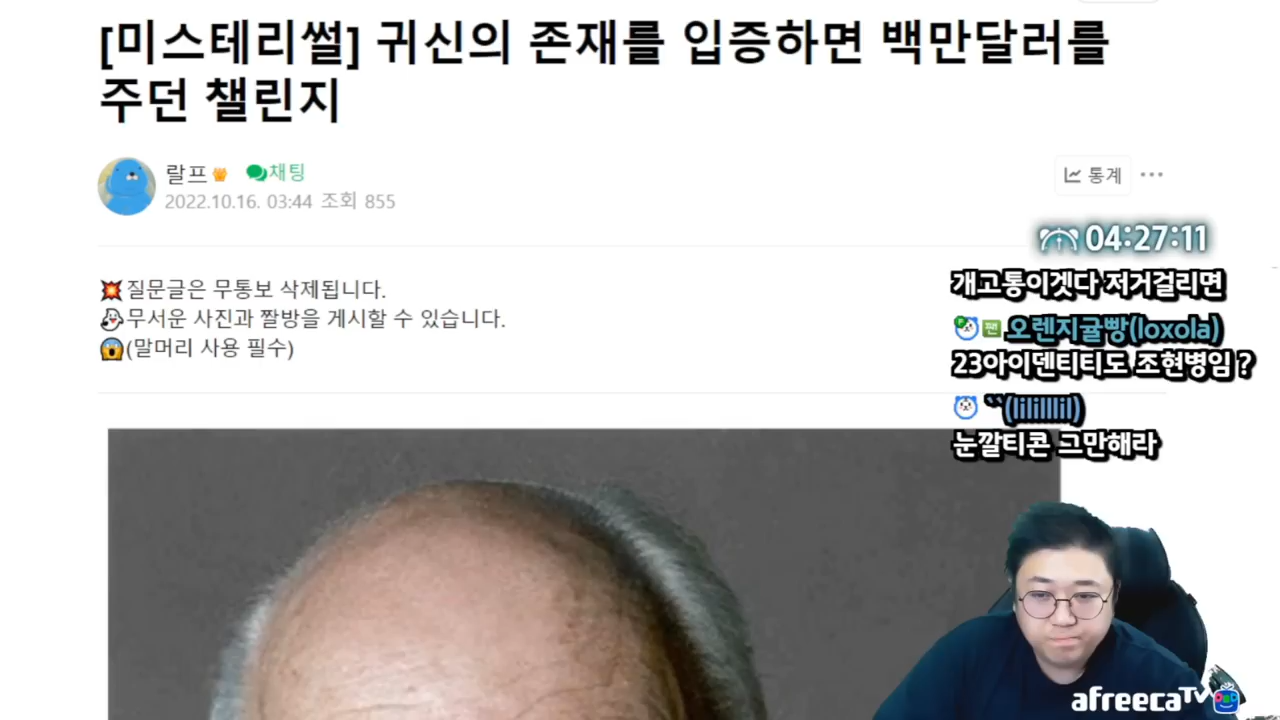 [미스테리썰] 귀신의 존재를 입증하면 백만달러를
주던 챌린지
랄프 채팅
2022.10.16. 03:44 조회 855
통계
질문글은 무통보 삭제됩니다.
무서운 사진과 짤방을 게시할 수 있습니다.
(말머리 사용 필수)
04:27:11
개고통이겟다 저거걸리면
팬 오렌지귤빵(loxola)
23아이덴티티도 조현병임 ?
눈깔티콘 그만해라
afreecaTV